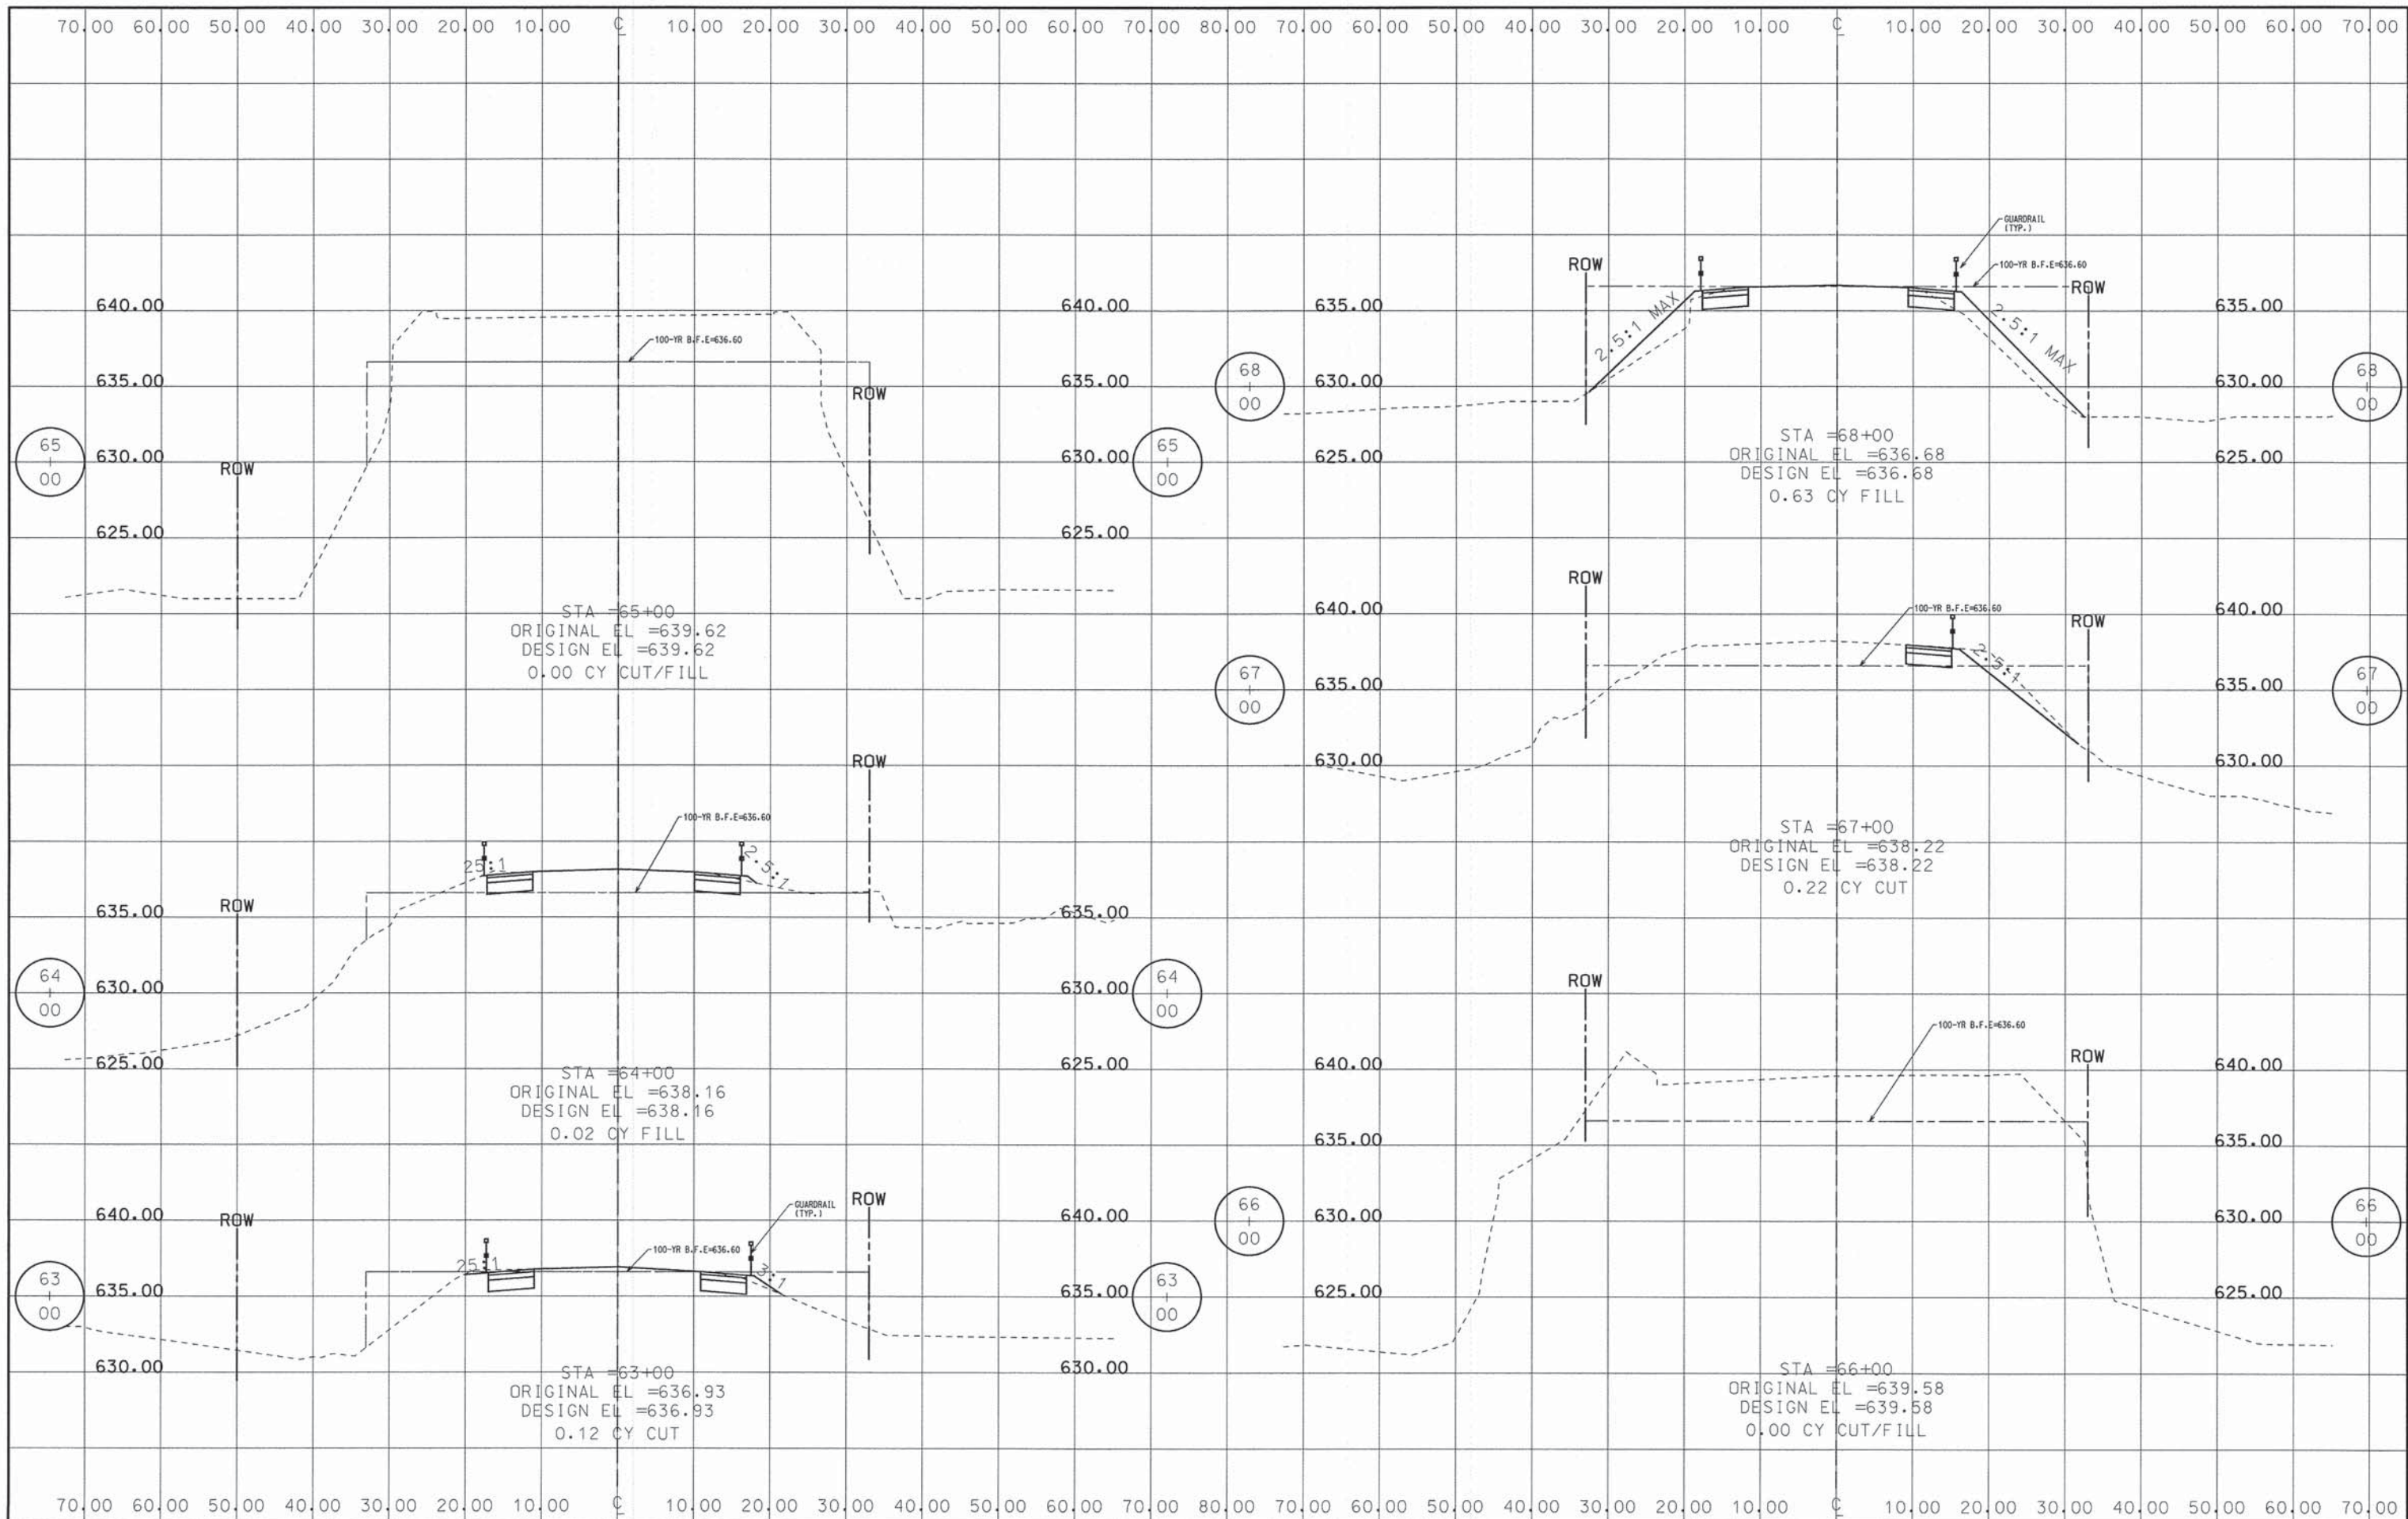 70.00 60.00 50.00 40.00 30.00 20.00 10.00 ℄ 10.00 20.00 30.00 40.00 50.00 60.00 70.00 80.00 70.00 60.00 50.00 40.00 30.00 20.00 10.00 ℄ 10.00 20.00 30.00 40.00 50.00 60.00 70.00
640.00
640.00
100-YR B.F.E=636.60
635.00
635.00
ROW
65
00
630.00
630.00
65
00
ROW
625.00
625.00
STA =65+00
ORIGINAL EL =639.62
DESIGN EL =639.62
0.00 CY CUT/FILL
ROW
100-YR B.F.E=636.60
25:1
2.5:1
635.00
635.00
ROW
64
00
630.00
630.00
64
00
625.00
625.00
STA =64+00
ORIGINAL EL =638.16
DESIGN EL =638.16
0.02 CY FILL
GUARDRAIL
(TYP.)
ROW
640.00
640.00
ROW
100-YR B.F.E=636.60
25:1
3:1
63
00
635.00
635.00
63
00
630.00
630.00
STA =63+00
ORIGINAL EL =636.93
DESIGN EL =636.93
0.12 CY CUT
GUARDRAIL
(TYP.)
ROW
100-YR B.F.E=636.60
ROW
635.00
635.00
2.5:1 MAX
2.5:1 MAX
68
00
630.00
630.00
68
00
625.00
625.00
STA =68+00
ORIGINAL EL =636.68
DESIGN EL =636.68
0.63 CY FILL
ROW
640.00
640.00
100-YR B.F.E=636.60
ROW
2.5:1
67
00
635.00
635.00
67
00
630.00
630.00
STA =67+00
ORIGINAL EL =638.22
DESIGN EL =638.22
0.22 CY CUT
ROW
100-YR B.F.E=636.60
ROW
640.00
640.00
635.00
635.00
66
00
630.00
630.00
66
00
625.00
625.00
STA =66+00
ORIGINAL EL =639.58
DESIGN EL =639.58
0.00 CY CUT/FILL
70.00 60.00 50.00 40.00 30.00 20.00 10.00 ℄ 10.00 20.00 30.00 40.00 50.00 60.00 70.00 80.00 70.00 60.00 50.00 40.00 30.00 20.00 10.00 ℄ 10.00 20.00 30.00 40.00 50.00 60.00 70.00